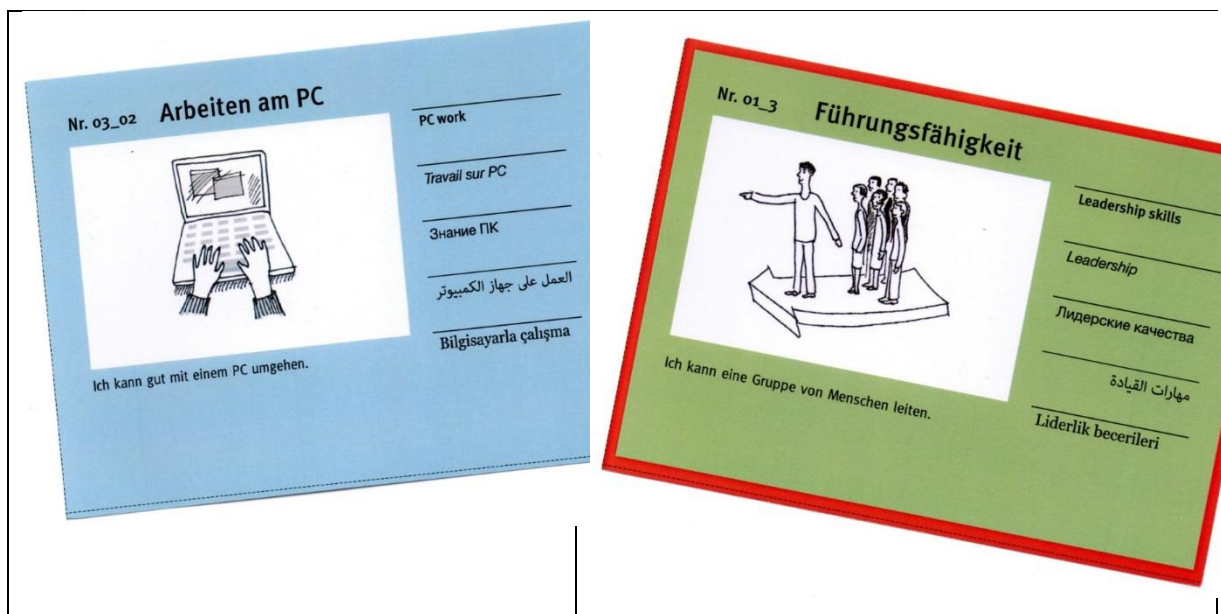 Nr. 03_02 Arbeiten am PC
PC work
Travail sur PC
Знание ПК
العمل على جهاز الكمبيوتر
Bilgisayarla çalışma
Ich kann gut mit einem PC umgehen.
Nr. 01_3 Führungsfähigkeit
Leadership skills
Leadership
Лидерские качества
مهارات القيادة
Liderlik becerileri
Ich kann eine Gruppe von Menschen leiten.